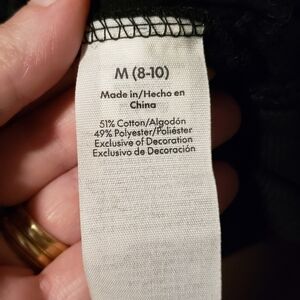 M (8-10)
Made in/Hecho en
China
51% Cotton/Algodón
49% Polyester/Poliéster
Exclusive of Decoration
Exclusivo de Decoración